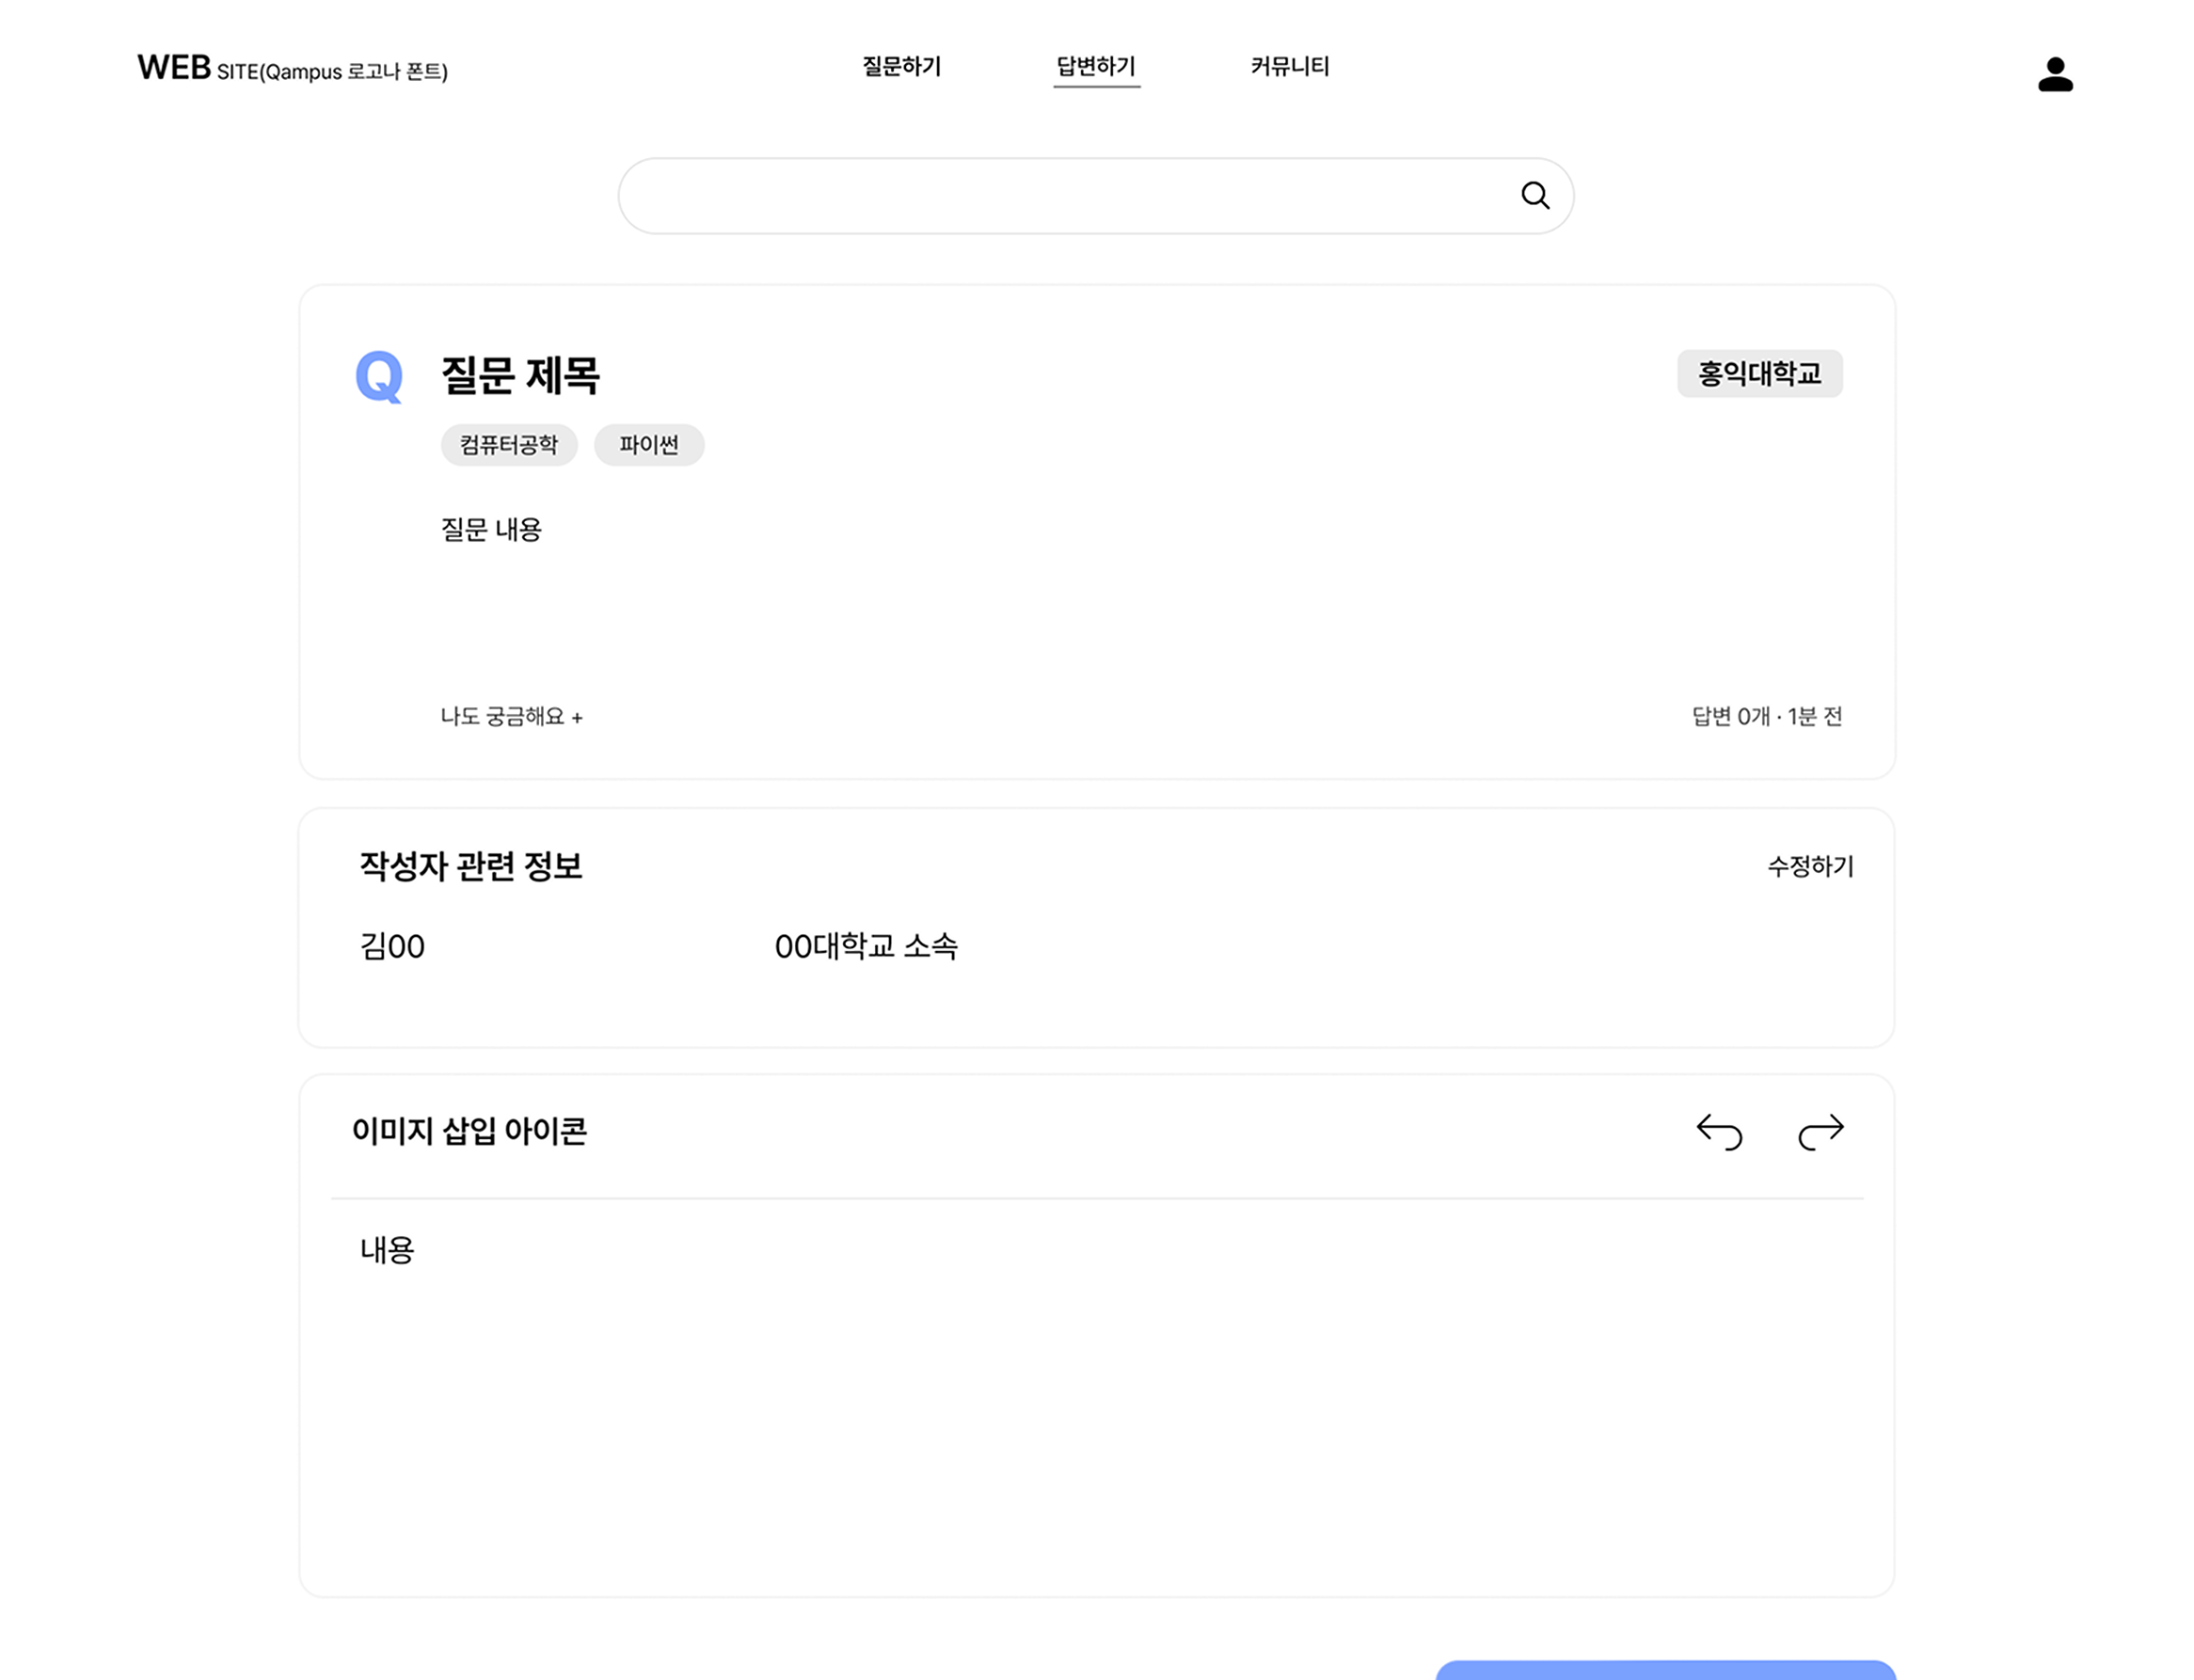 WEB SITE(Qampus 로고나 폰트)
질문하기
답변하기
커뮤니티
Q 질문 제목
홍익대학교
컴퓨터공학
파이썬
질문 내용
나도 궁금해요 +
답변 0개 · 1분 전
작성자 관련 정보
수정하기
김00
00대학교 소속
이미지 삽입 아이콘
내용